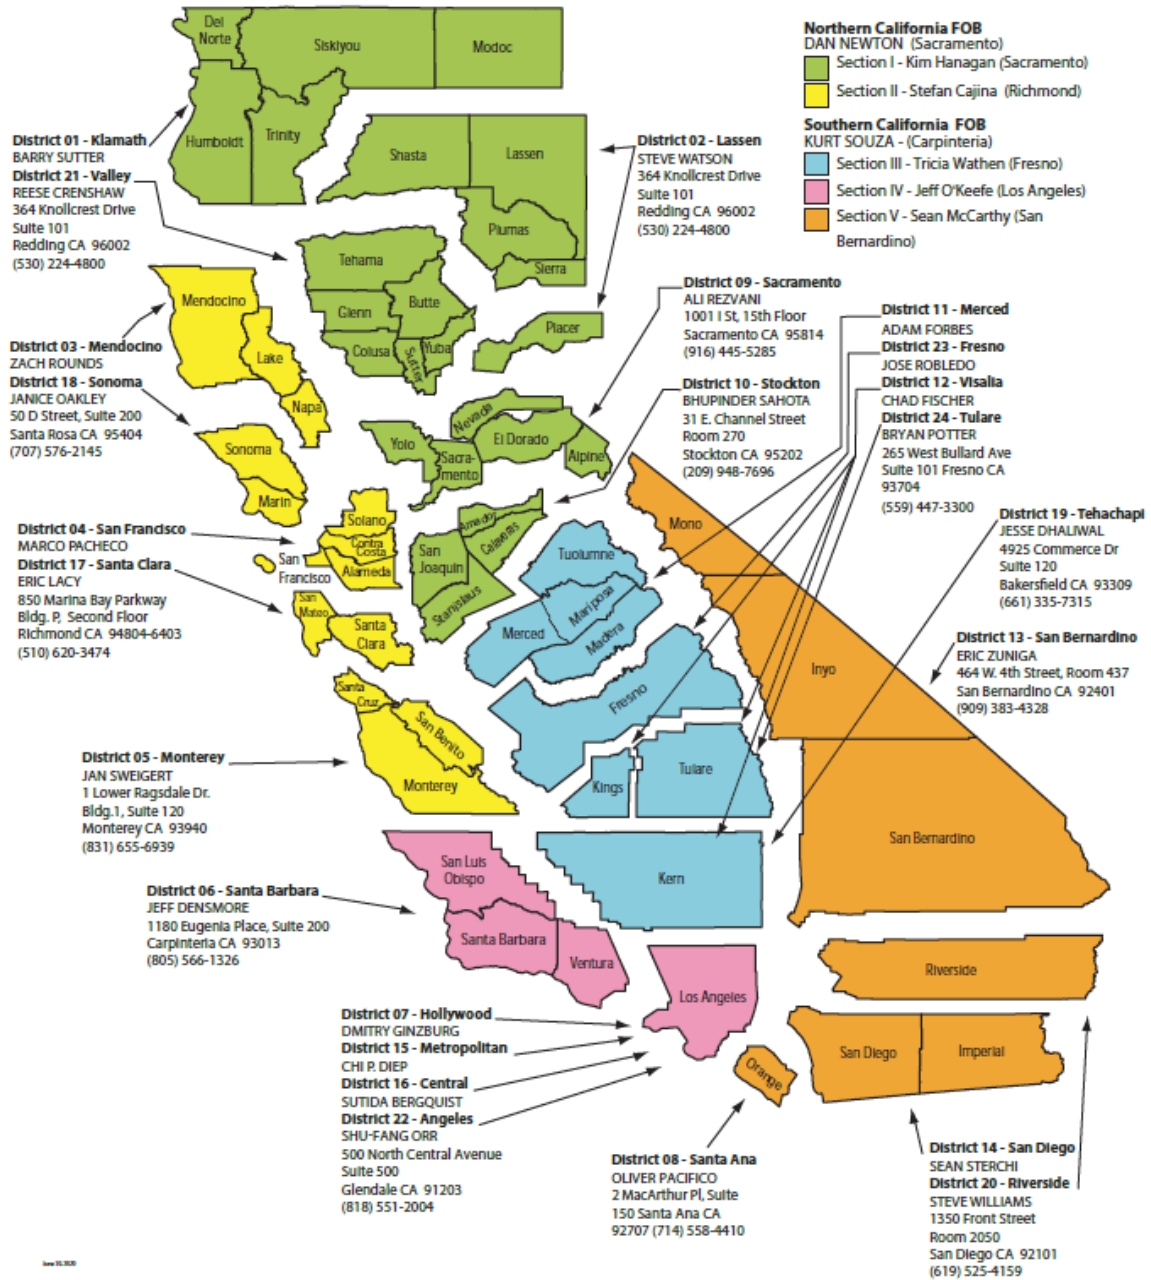 Northern California FOB
DAN NEWTON (Sacramento)
Section I - Kim Hanagan (Sacramento)
Section II - Stefan Cajina (Richmond)
Southern California FOB
KURT SOUZA - (Carpinteria)
Section III - Tricia Wathen (Fresno)
Section IV - Jeff O'Keefe (Los Angeles)
Section V - Sean McCarthy (San
Bernardino)
Del
Norte
Siskiyou
Modoc
Humboldt
Trinity
Shasta
Lassen
Plumas
Sierra
District 01 - Klamath
BARRY SUTTER
District 21 - Valley
REESE CRENSHAW
364 Knollcrest Drive
Suite 101
Redding CA 96002
(530) 224-4800
District 02 - Lassen
STEVE WATSON
364 Knollcrest Drive
Suite 101
Redding CA 96002
(530) 224-4800
Tehama
Glenn
Butte
Colusa
Sutter
Yuba
Placer
Mendocino
Lake
Napa
Sonoma
Marin
District 03 - Mendocino
ZACH ROUNDS
District 18 - Sonoma
JANICE OAKLEY
50 D Street, Suite 200
Santa Rosa CA 95404
(707) 576-2145
District 09 - Sacramento
ALI REZVANI
1001 I St, 15th Floor
Sacramento CA 95814
(916) 445-5285
District 10 - Stockton
BHUPINDER SAHOTA
31 E. Channel Street
Room 270
Stockton CA 95202
(209) 948-7696
District 11 - Merced
ADAM FORBES
District 23 - Fresno
JOSE ROBLEDO
District 12 - Visalia
CHAD FISCHER
District 24 - Tulare
BRYAN POTTER
265 West Bullard Ave
Suite 101 Fresno CA
93704
(559) 447-3300
Nevada
Yolo
Sacra-
mento
El Dorado
Alpine
Solano
Contra
Costa
Alameda
San
Francisco
San
Mateo
Santa
Clara
Amador
Calaveras
San
Joaquin
Stanislaus
Tuolumne
Mariposa
Merced
Madera
Mono
Inyo
District 04 - San Francisco
MARCO PACHECO
District 17 - Santa Clara
ERIC LACY
850 Marina Bay Parkway
Bldg. P, Second Floor
Richmond CA 94804-6403
(510) 620-3474
District 19 - Tehachapi
JESSE DHALIWAL
4925 Commerce Dr
Suite 120
Bakersfield CA 93309
(661) 335-7315
District 13 - San Bernardino
ERIC ZUNIGA
464 W. 4th Street, Room 437
San Bernardino CA 92401
(909) 383-4328
Santa
Cruz
San Benito
Monterey
Fresno
Kings
Tulare
Kern
San Bernardino
District 05 - Monterey
JAN SWEIGERT
1 Lower Ragsdale Dr.
Bldg.1, Suite 120
Monterey CA 93940
(831) 655-6939
San Luis
Obispo
Santa Barbara
Ventura
Los Angeles
Riverside
San Diego
Imperial
Orange
District 06 - Santa Barbara
JEFF DENSMORE
1180 Eugenia Place, Suite 200
Carpinteria CA 93013
(805) 566-1326
District 07 - Hollywood
DMITRY GINZBURG
District 15 - Metropolitan
CHI P. DIEP
District 16 - Central
SUTIDA BERGQUIST
District 22 - Angeles
SHU-FANG ORR
500 North Central Avenue
Suite 500
Glendale CA 91203
(818) 551-2004
District 08 - Santa Ana
OLIVER PACIFICO
2 MacArthur Pl, Suite
150 Santa Ana CA
92707 (714) 558-4410
District 14 - San Diego
SEAN STERCHI
District 20 - Riverside
STEVE WILLIAMS
1350 Front Street
Room 2050
San Diego CA 92101
(619) 525-4159